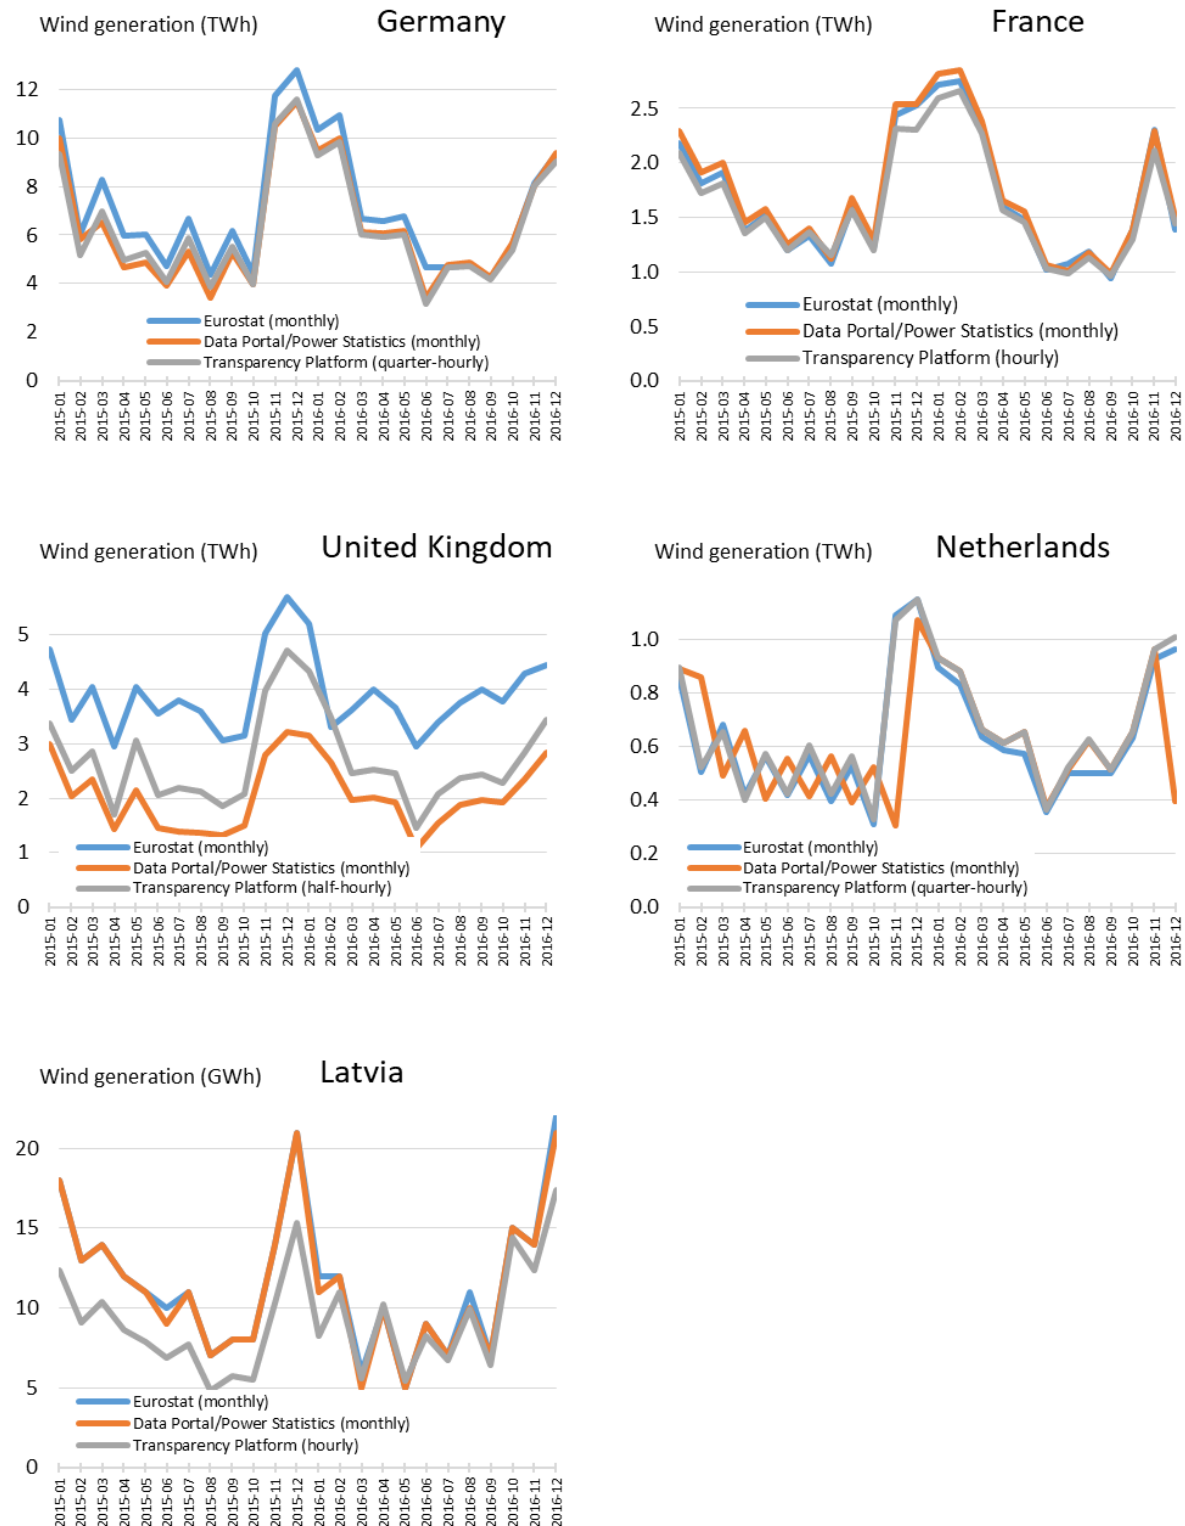 Wind generation (TWh) Germany
12
10
8
6
4
2
0
Eurostat (monthly)
Data Portal/Power Statistics (monthly)
Transparency Platform (quarter-hourly)
2015-01 2015-02 2015-03 2015-04 2015-05 2015-06 2015-07 2015-08 2015-09 2015-10 2015-11 2015-12 2016-01 2016-02 2016-03 2016-04 2016-05 2016-06 2016-07 2016-08 2016-09 2016-10 2016-11 2016-12
Wind generation (TWh) France
2.5
2.0
1.5
1.0
0.5
0.0
Eurostat (monthly)
Data Portal/Power Statistics (monthly)
Transparency Platform (hourly)
2015-01 2015-02 2015-03 2015-04 2015-05 2015-06 2015-07 2015-08 2015-09 2015-10 2015-11 2015-12 2016-01 2016-02 2016-03 2016-04 2016-05 2016-06 2016-07 2016-08 2016-09 2016-10 2016-11 2016-12
Wind generation (TWh) United Kingdom
5
4
3
2
1
0
Eurostat (monthly)
Data Portal/Power Statistics (monthly)
Transparency Platform (half-hourly)
2015-01 2015-02 2015-03 2015-04 2015-05 2015-06 2015-07 2015-08 2015-09 2015-10 2015-11 2015-12 2016-01 2016-02 2016-03 2016-04 2016-05 2016-06 2016-07 2016-08 2016-09 2016-10 2016-11 2016-12
Wind generation (TWh) Netherlands
1.0
0.8
0.6
0.4
0.2
0.0
Eurostat (monthly)
Data Portal/Power Statistics (monthly)
Transparency Platform (quarter-hourly)
2015-01 2015-02 2015-03 2015-04 2015-05 2015-06 2015-07 2015-08 2015-09 2015-10 2015-11 2015-12 2016-01 2016-02 2016-03 2016-04 2016-05 2016-06 2016-07 2016-08 2016-09 2016-10 2016-11 2016-12
Wind generation (GWh) Latvia
20
15
10
5
0
Eurostat (monthly)
Data Portal/Power Statistics (monthly)
Transparency Platform (hourly)
2015-01 2015-02 2015-03 2015-04 2015-05 2015-06 2015-07 2015-08 2015-09 2015-10 2015-11 2015-12 2016-01 2016-02 2016-03 2016-04 2016-05 2016-06 2016-07 2016-08 2016-09 2016-10 2016-11 2016-12